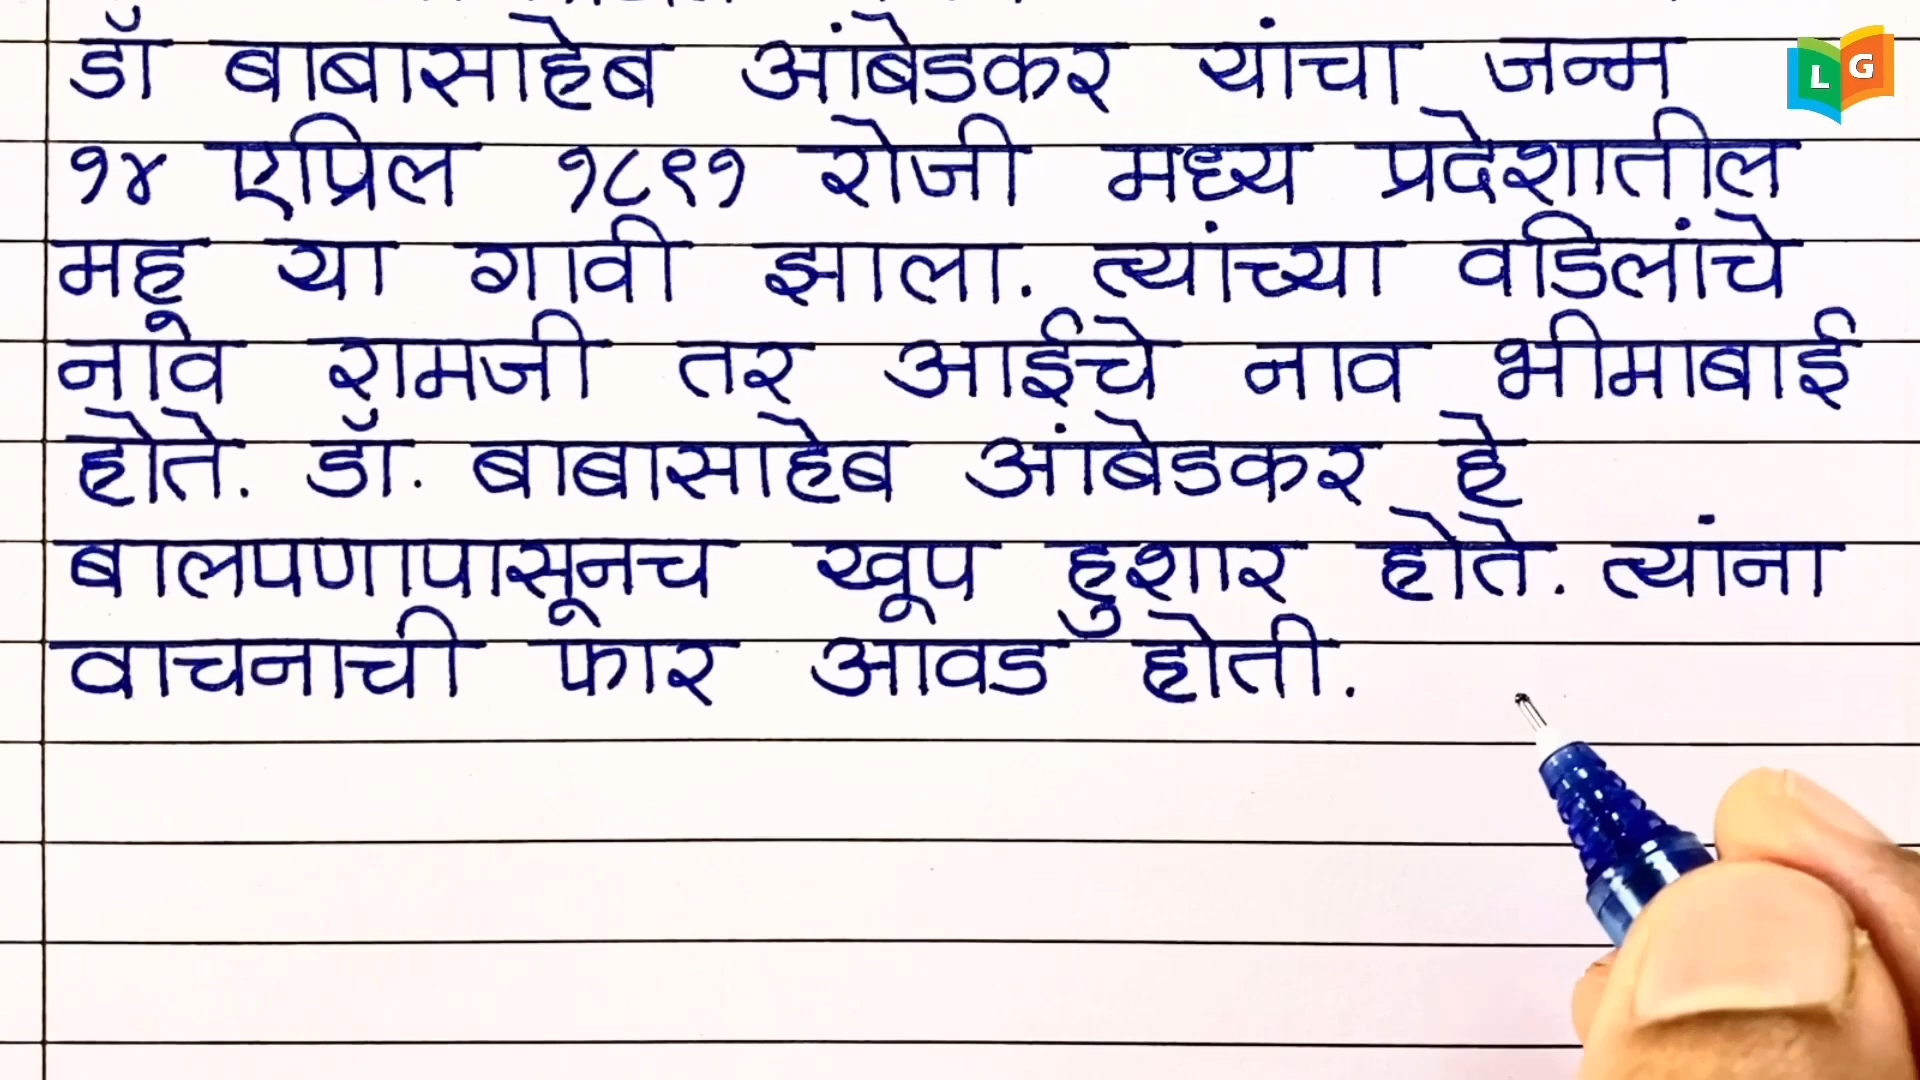 डॉ बाबासाहेब आंबेडकर यांचा जन्म
१४ एप्रिल १८९१ रोजी मध्य प्रदेशातील
महू या गावी झाला. त्यांच्या वडिलांचे
नाव रामजी तर आईचे नाव भीमाबाई
होते. डॉ. बाबासाहेब आंबेडकर हे
बालपणापासूनच खूप हुशार होते. त्यांना
वाचनाची फार आवड होती.
LG